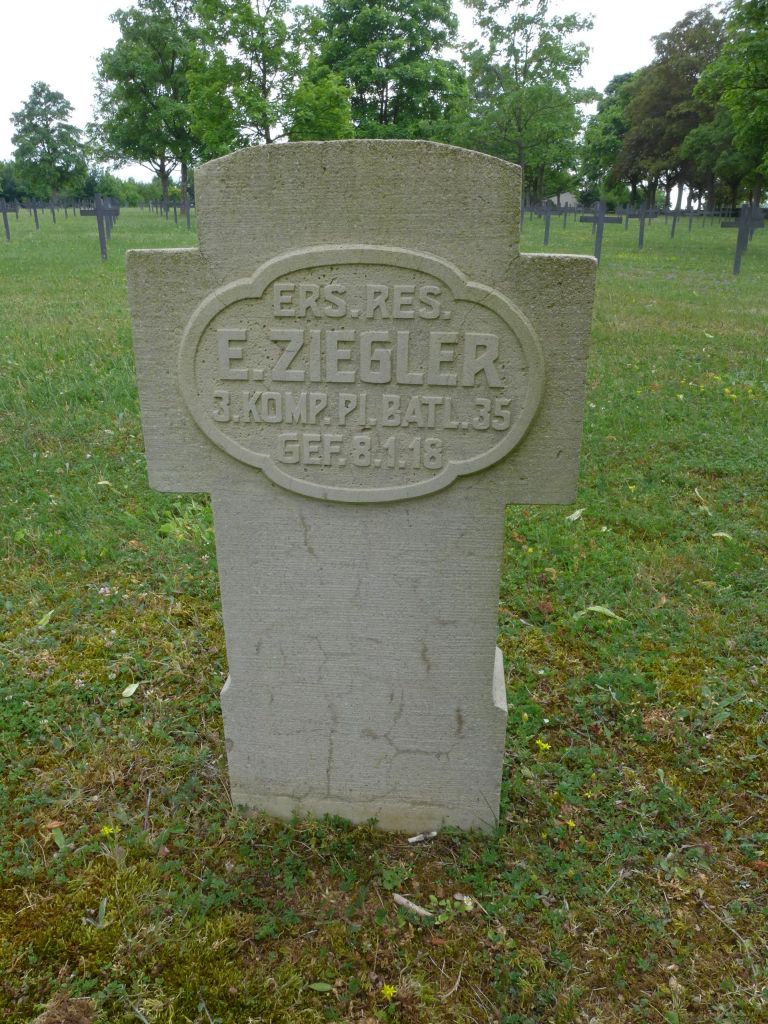 ERS.RES.
E.ZIEGLER
3.KOMP.PI.BATL.35
GEF.8.1.18